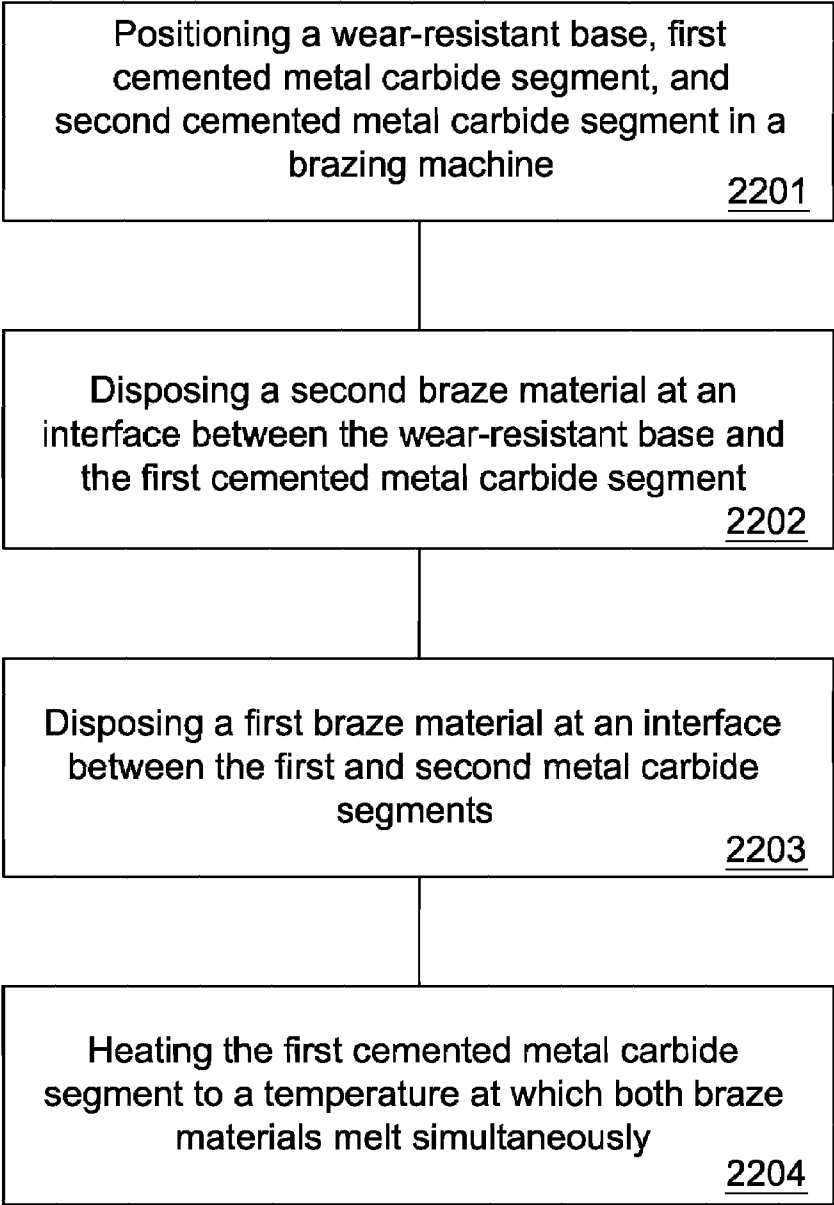 Positioning a wear-resistant base, first
cemented metal carbide segment, and
second cemented metal carbide segment in a
brazing machine
2201
Disposing a second braze material at an
interface between the wear-resistant base and
the first cemented metal carbide segment
2202
Disposing a first braze material at an interface
between the first and second metal carbide
segments
2203
Heating the first cemented metal carbide
segment to a temperature at which both braze
materials melt simultaneously
2204